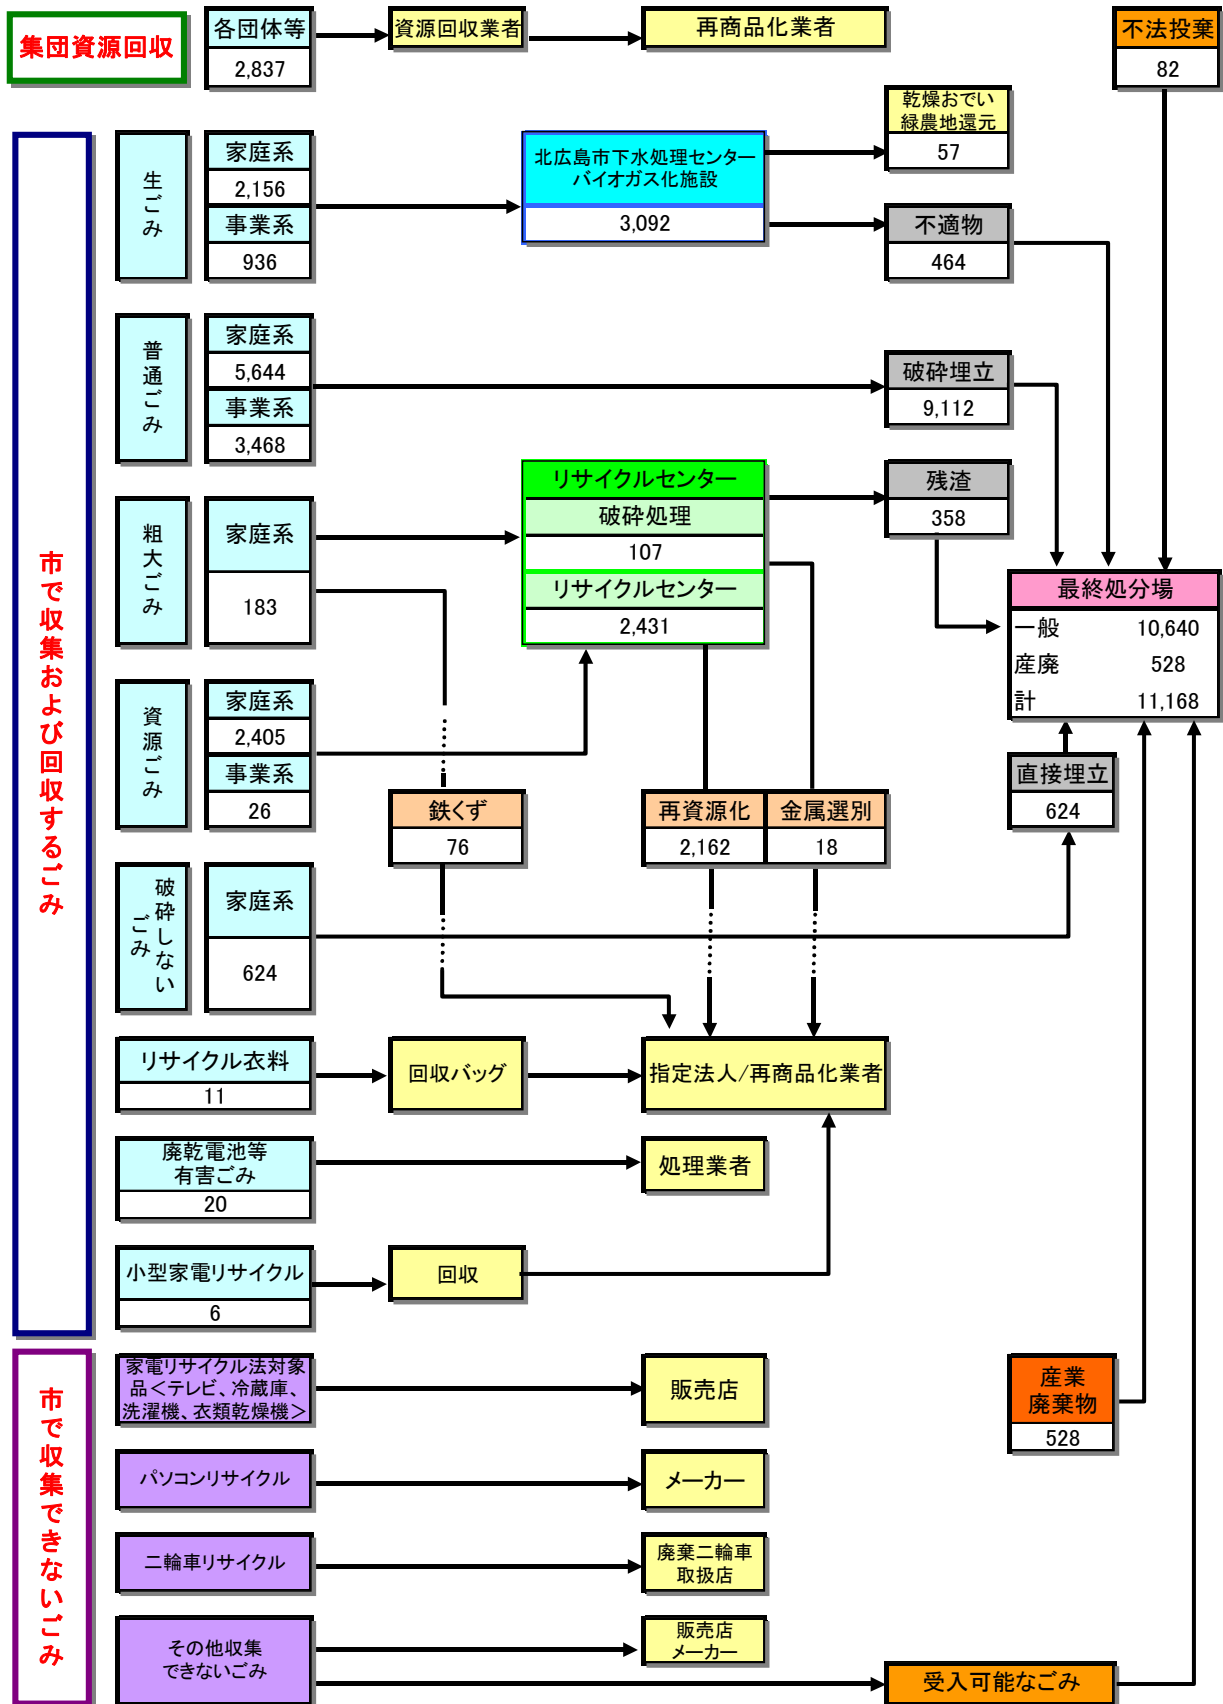 集団資源回収
各団体等
2,837
資源回収業者
再商品化業者
不法投棄
82
市で収集および回収するごみ
生ごみ
家庭系
2,156
事業系
936
北広島市下水処理センター
バイオガス化施設
3,092
乾燥おでい
緑農地還元
57
不適物
464
普通ごみ
家庭系
5,644
事業系
3,468
破砕埋立
9,112
粗大ごみ
家庭系
183
リサイクルセンター
破砕処理
107
リサイクルセンター
2,431
残渣
358
最終処分場
一般 10,640
産廃 528
計 11,168
資源ごみ
家庭系
2,405
事業系
26
鉄くず
76
再資源化
2,162
金属選別
18
直接埋立
624
破砕しない
ごみ
家庭系
624
リサイクル衣料
11
回収バッグ
指定法人/再商品化業者
廃乾電池等
有害ごみ
20
処理業者
小型家電リサイクル
6
回収
市で収集できないごみ
家電リサイクル法対象
品<テレビ、冷蔵庫、
洗濯機、衣類乾燥機>
販売店
産業
廃棄物
528
パソコンリサイクル
メーカー
二輪車リサイクル
廃棄二輪車
取扱店
その他収集
できないごみ
販売店
メーカー
受入可能なごみ